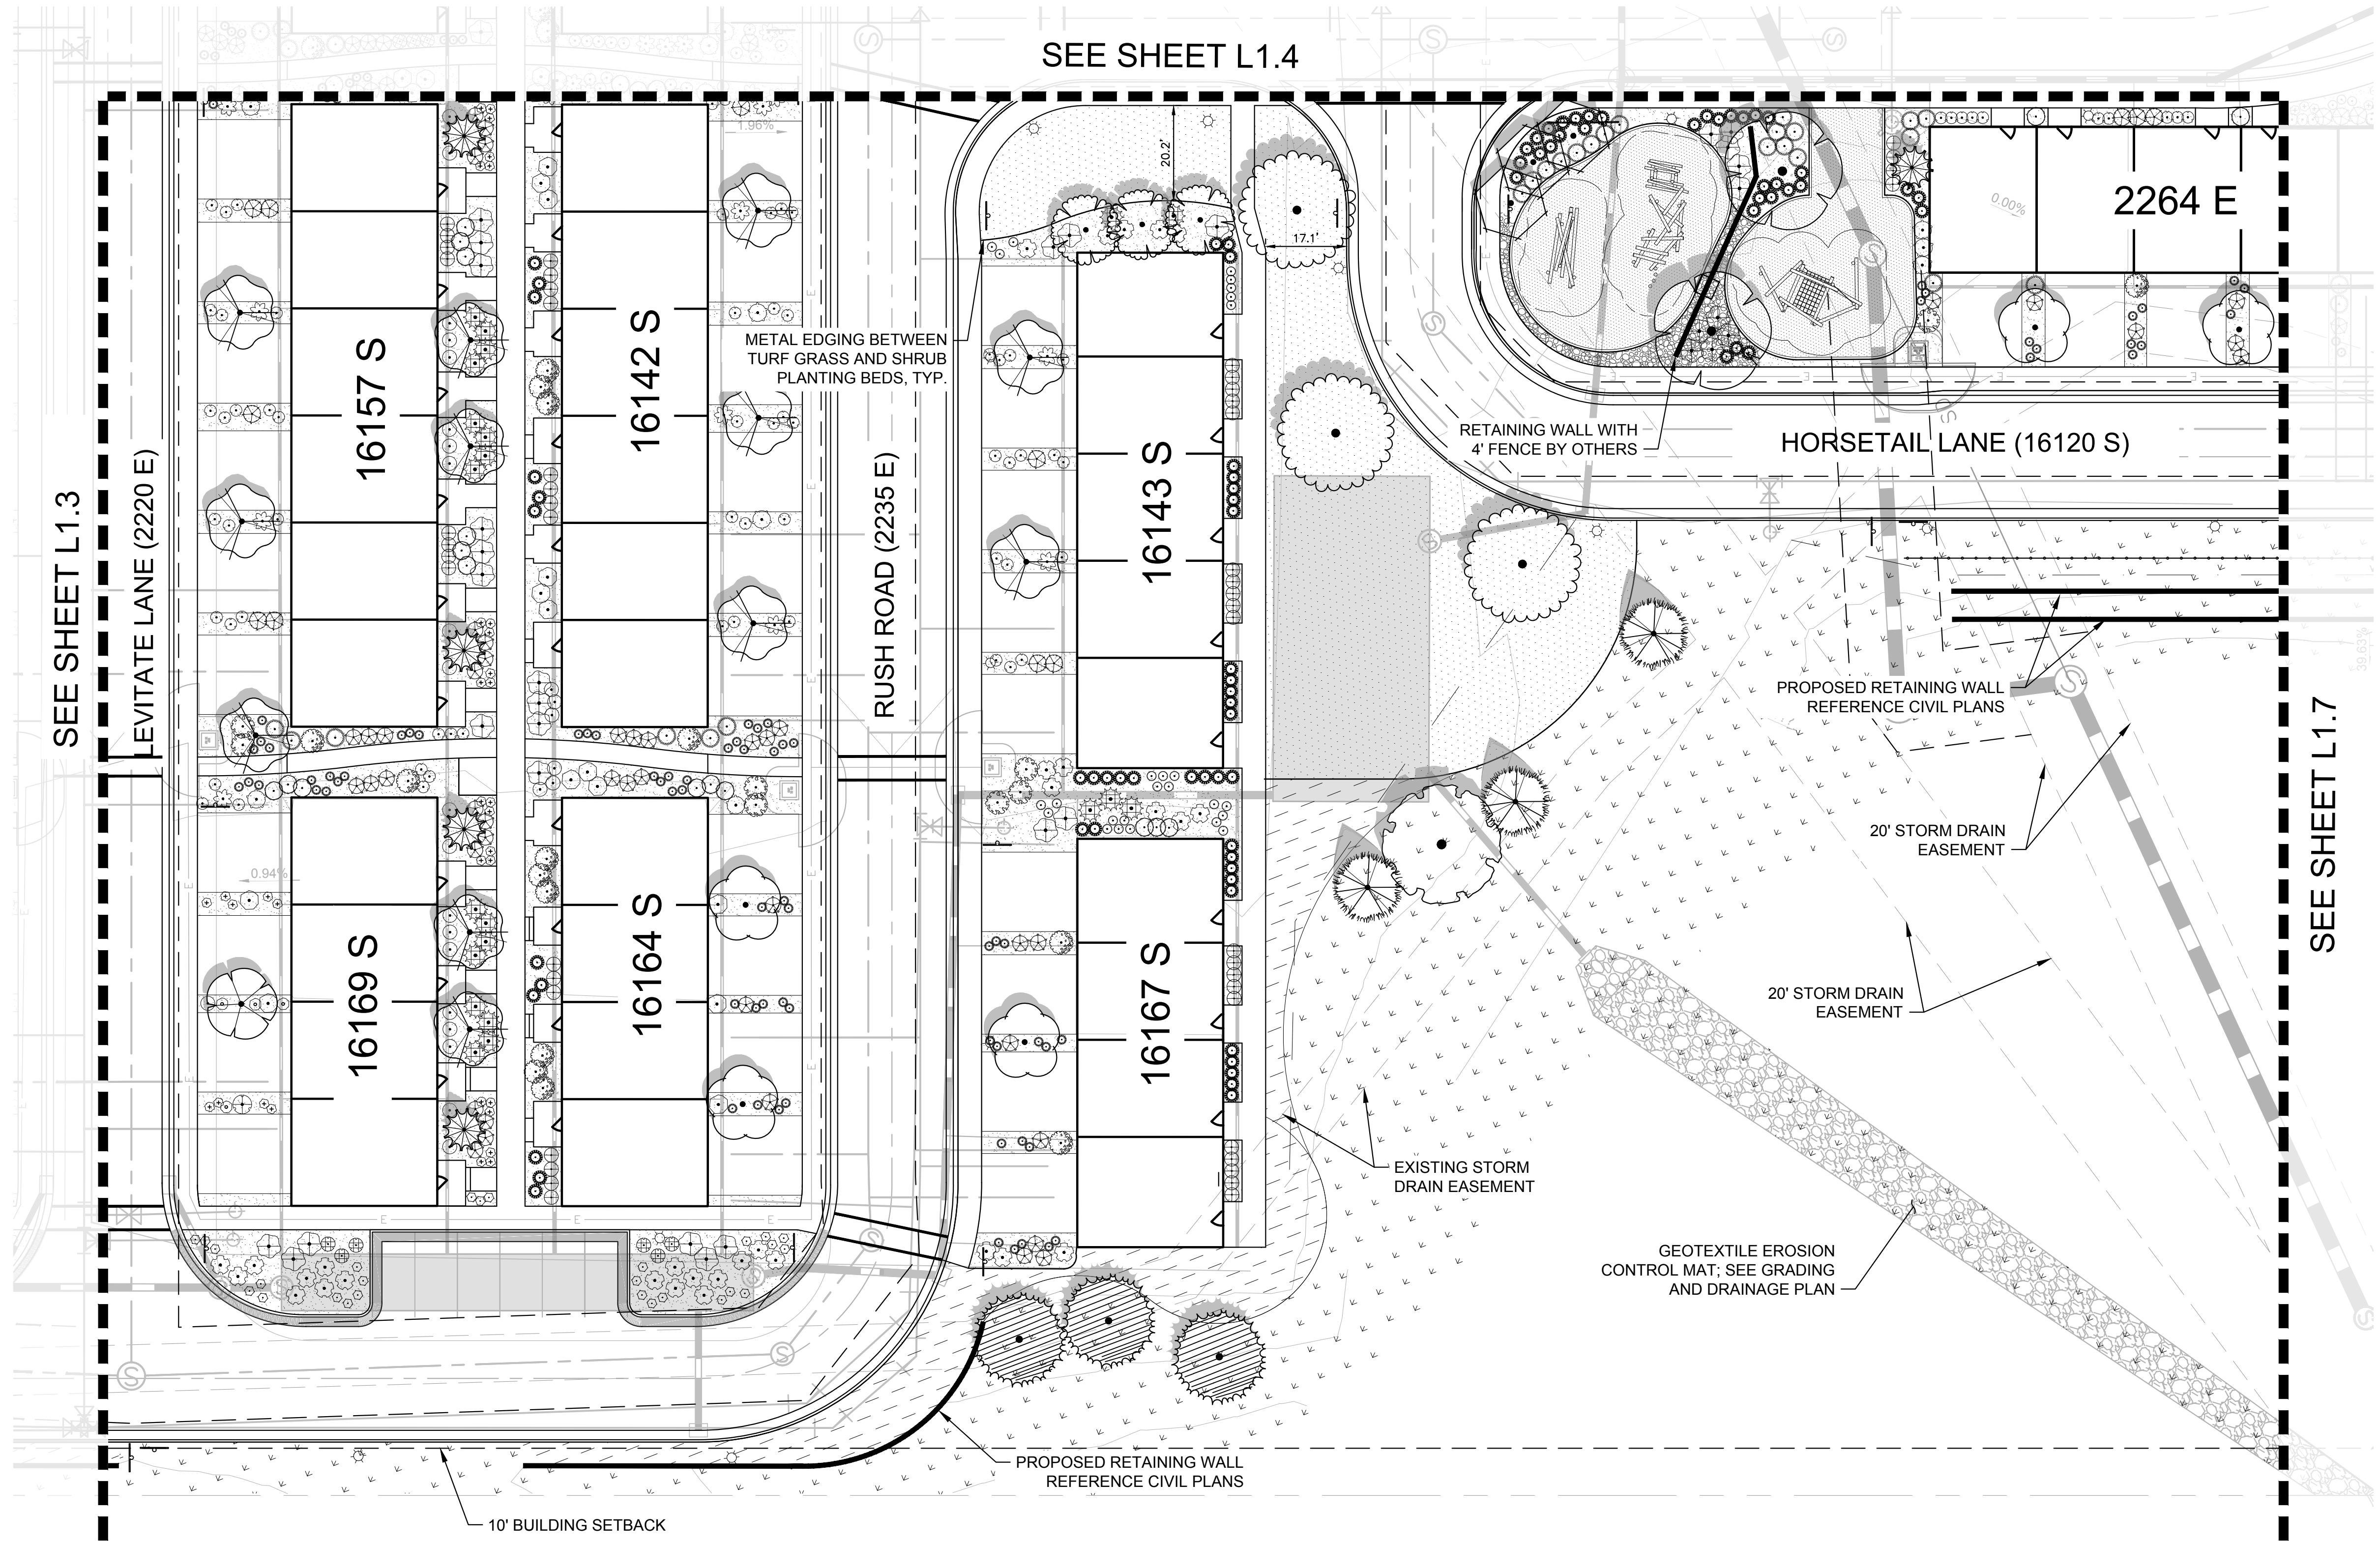 SEE SHEET L1.4
1.96%
20.2'
17.1'
0.00%
2264 E
16157 S
16142 S
METAL EDGING BETWEEN
TURF GRASS AND SHRUB
PLANTING BEDS, TYP.
16143 S
RETAINING WALL WITH
4' FENCE BY OTHERS
HORSETAIL LANE (16120 S)
SEE SHEET L1.3
LEVITATE LANE (2220 E)
RUSH ROAD (2235 E)
39.63%
PROPOSED RETAINING WALL
REFERENCE CIVIL PLANS
SEE SHEET L1.7
20' STORM DRAIN
EASEMENT
0.94%
16169 S
16164 S
16167 S
20' STORM DRAIN
EASEMENT
EXISTING STORM
DRAIN EASEMENT
GEOTEXTILE EROSION
CONTROL MAT; SEE GRADING
AND DRAINAGE PLAN
PROPOSED RETAINING WALL
REFERENCE CIVIL PLANS
10' BUILDING SETBACK